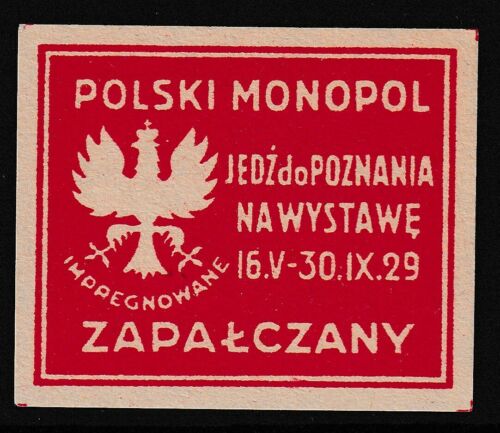 POLSKI MONOPOL
JEDŹ do POZNANIA
NA WYSTAWĘ
16.V-30.IX.29
IMPREGNOWANE
ZAPAŁCZANY